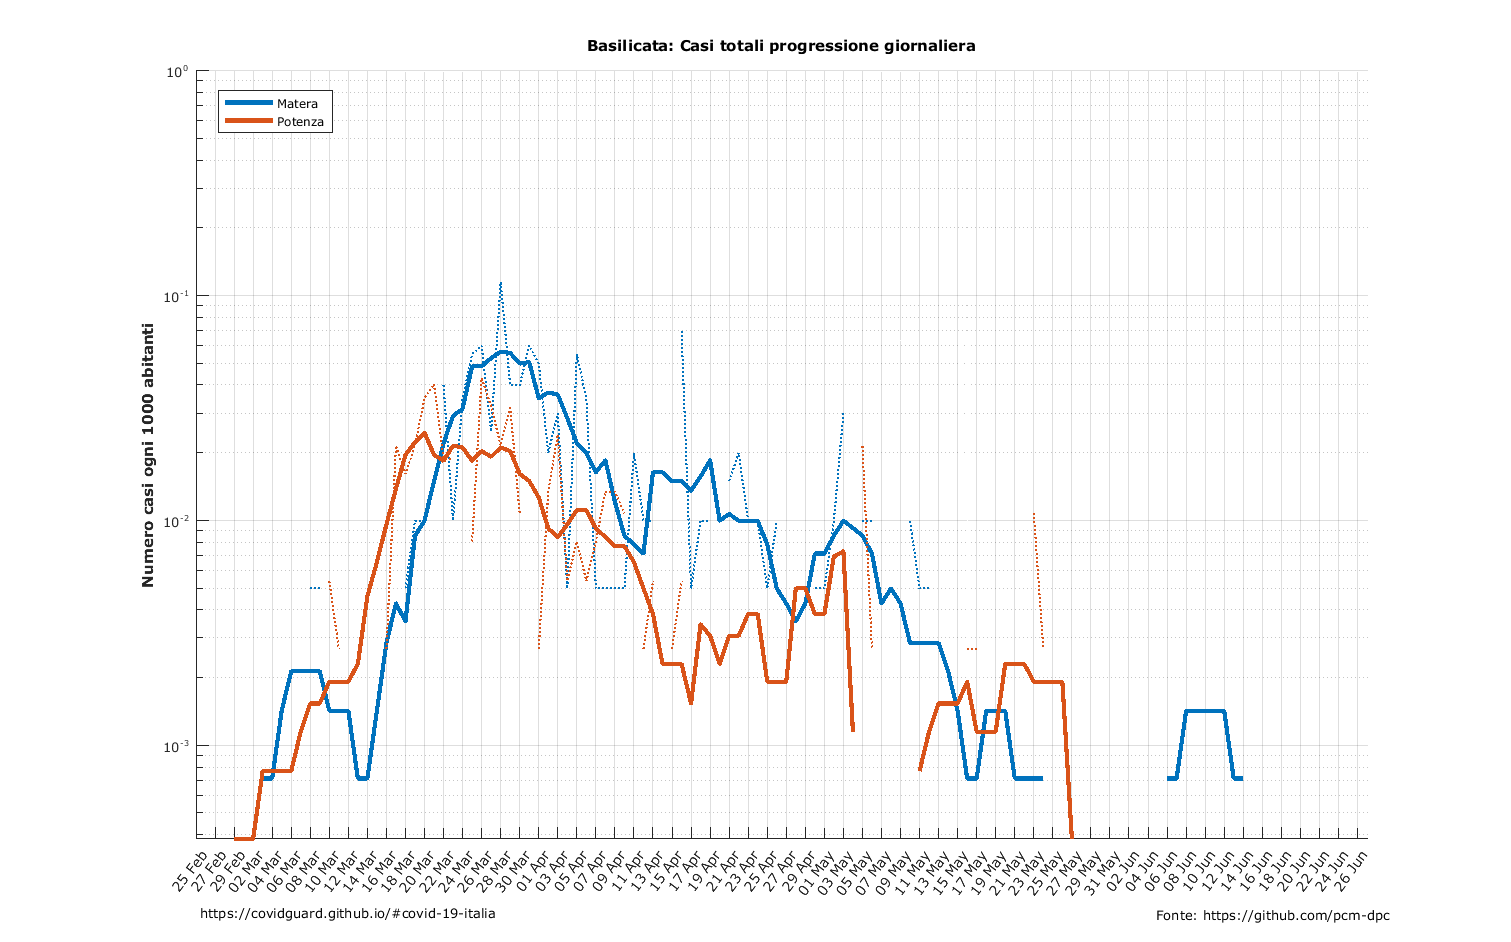 Basilicata: Casi totali progressione giornaliera
10⁰
10⁻¹
10⁻²
10⁻³
Numero casi ogni 1000 abitanti
Matera
Potenza
25 Feb
27 Feb
29 Feb
02 Mar
04 Mar
06 Mar
08 Mar
10 Mar
12 Mar
14 Mar
16 Mar
18 Mar
20 Mar
22 Mar
24 Mar
26 Mar
28 Mar
30 Mar
01 Apr
03 Apr
05 Apr
07 Apr
09 Apr
11 Apr
13 Apr
15 Apr
17 Apr
19 Apr
21 Apr
23 Apr
25 Apr
27 Apr
29 Apr
01 May
03 May
05 May
07 May
09 May
11 May
13 May
15 May
17 May
19 May
21 May
23 May
25 May
27 May
29 May
31 May
02 Jun
04 Jun
06 Jun
08 Jun
10 Jun
12 Jun
14 Jun
16 Jun
18 Jun
20 Jun
22 Jun
24 Jun
26 Jun
https://covidguard.github.io/#covid-19-italia
Fonte: https://github.com/pcm-dpc